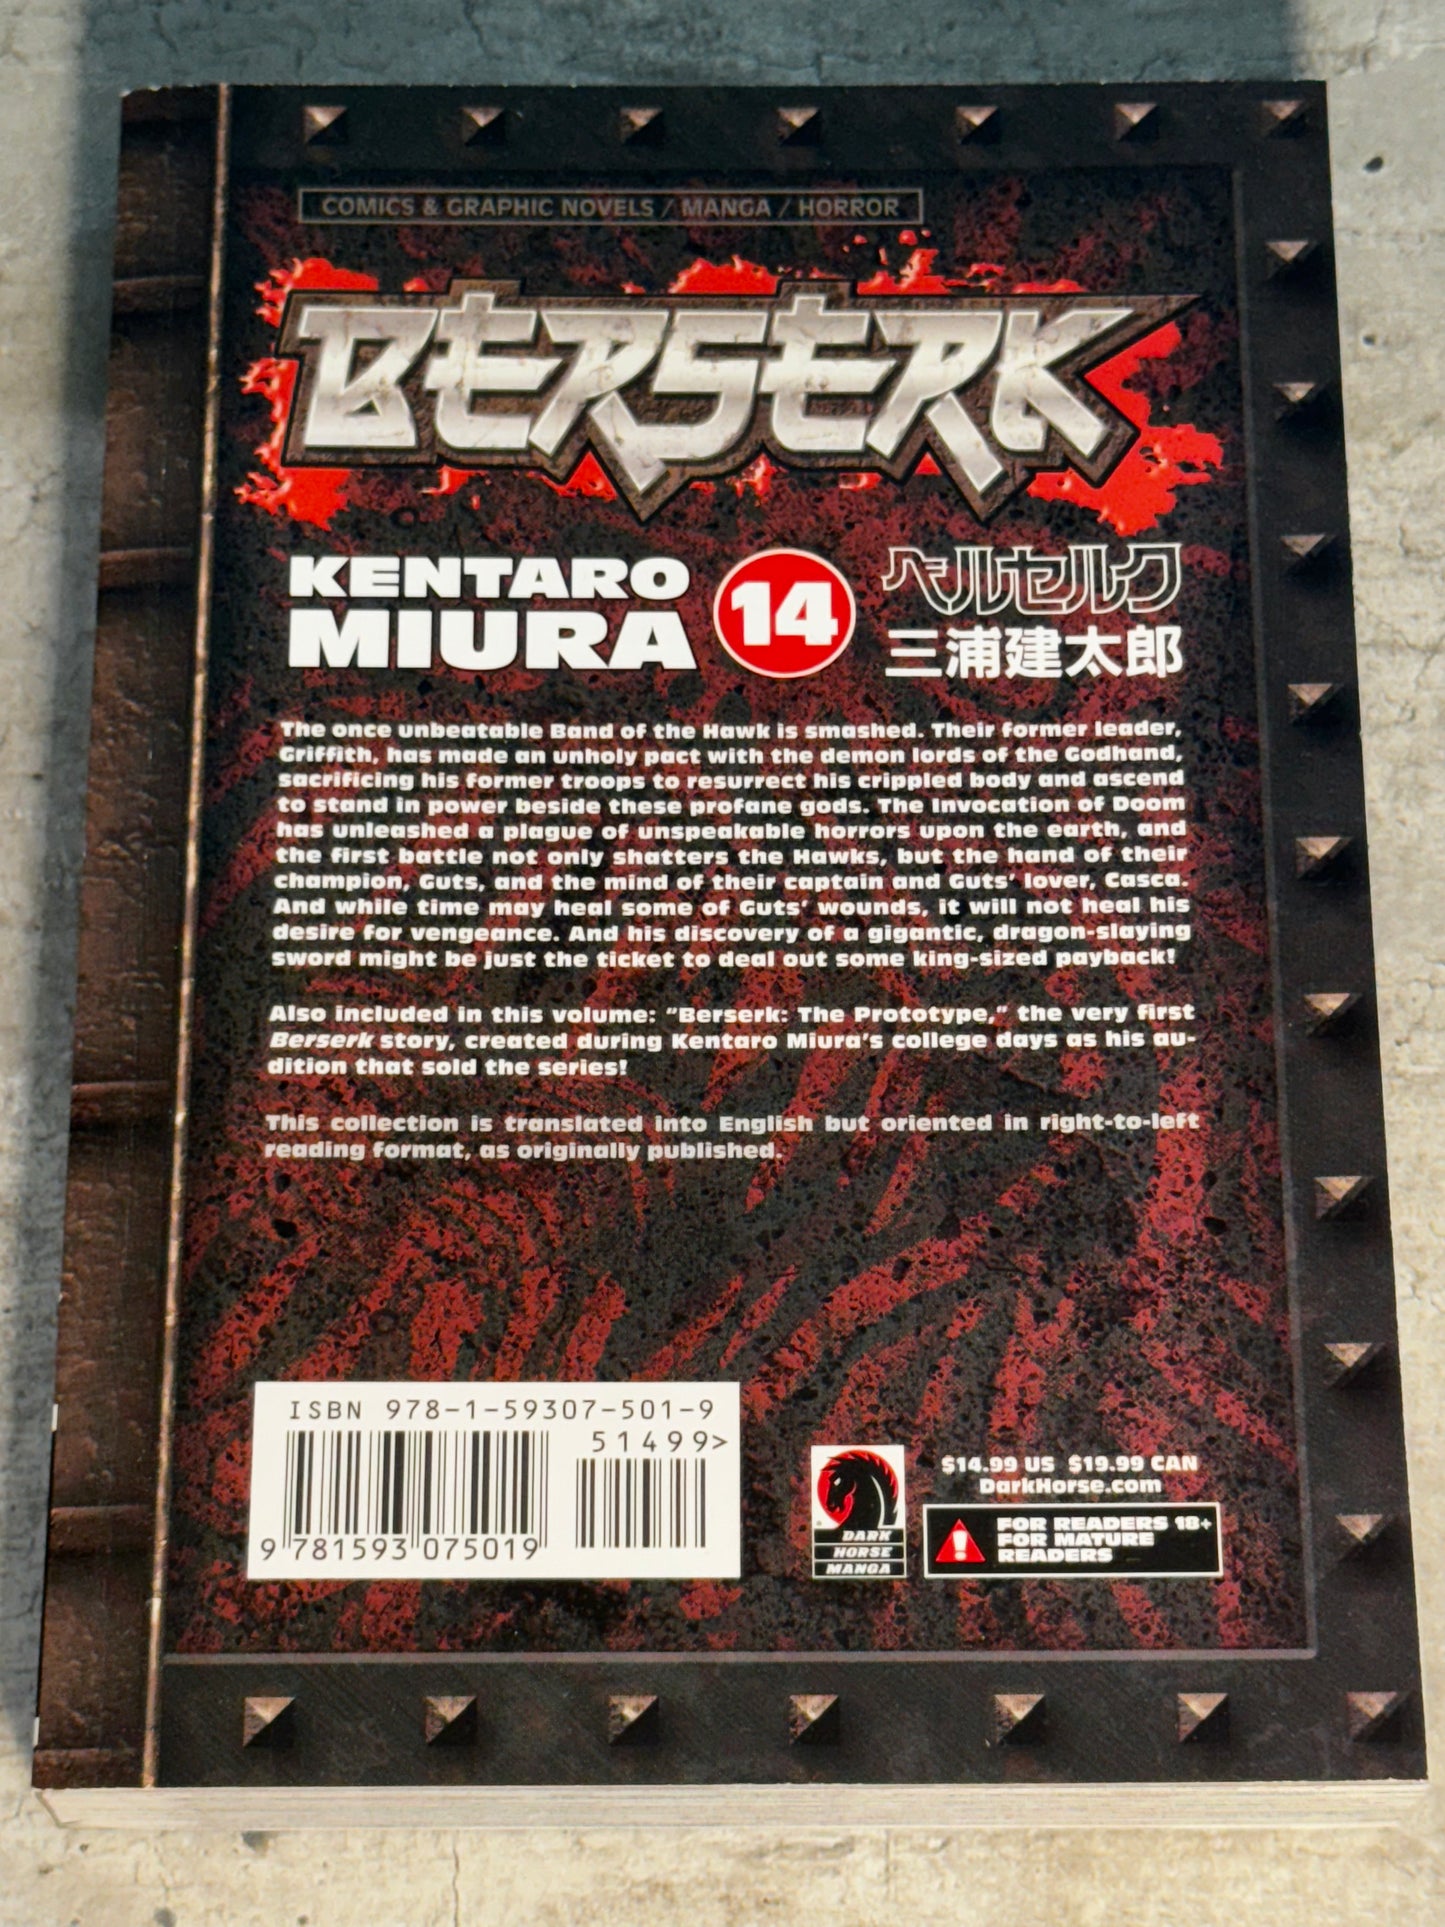 COMICS & GRAPHIC NOVELS / MANGA / HORROR
BERSERK
KENTARO
MIURA
14
ベルセルク
三浦建太郎
The once unbeatable Band of the Hawk is smashed. Their former leader,
Griffith, has made an unholy pact with the demon lords of the Godhand,
sacrificing his former troops to resurrect his crippled body and ascend
to stand in power beside these profane gods. The Invocation of Doom
has unleashed a plague of unspeakable horrors upon the earth, and
the first battle not only shatters the Hawks, but the hand of their
champion, Guts, and the mind of their captain and Guts' lover, Casca.
And while time may heal some of Guts' wounds, it will not heal his
desire for vengeance. And his discovery of a gigantic, dragon-slaying
sword might be just the ticket to deal out some king-sized payback!
Also included in this volume: "Berserk: The Prototype," the very first
Berserk story, created during Kentaro Miura's college days as his au-
dition that sold the series!
This collection is translated into English but oriented in right-to-left
reading format, as originally published.
ISBN 978-1-59307-501-9
51499>
9 781593 075019
DARK
HORSE
MANGA
$14.99 US $19.99 CAN
DarkHorse.com
FOR READERS 18+
FOR MATURE
READERS